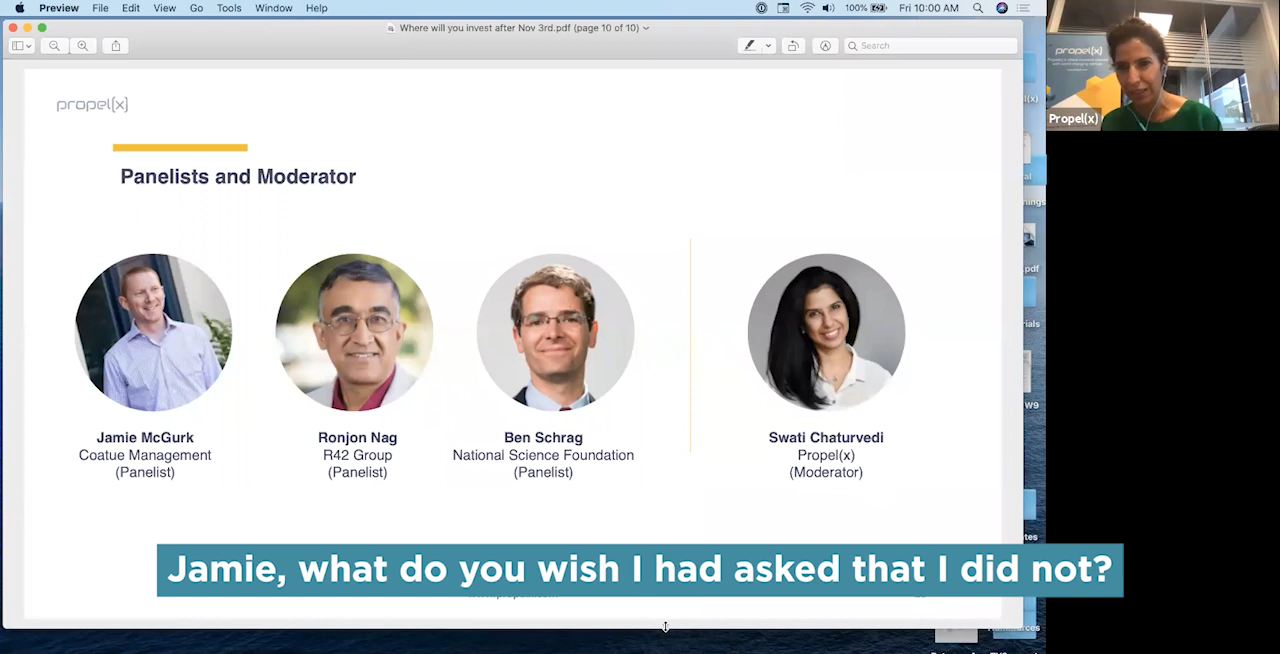 Preview File Edit View Go Tools Window Help
100% Fri 10:00 AM
Where will you invest after Nov 3rd.pdf (page 10 of 10)
Search
propel(x)
Panelists and Moderator
Jamie McGurk
Coatue Management
(Panelist)
Ronjon Nag
R42 Group
(Panelist)
Ben Schrag
National Science Foundation
(Panelist)
Swati Chaturvedi
Propel(x)
(Moderator)
Jamie, what do you wish I had asked that I did not?
propel(x)
Propel(x)
.pdf
W9